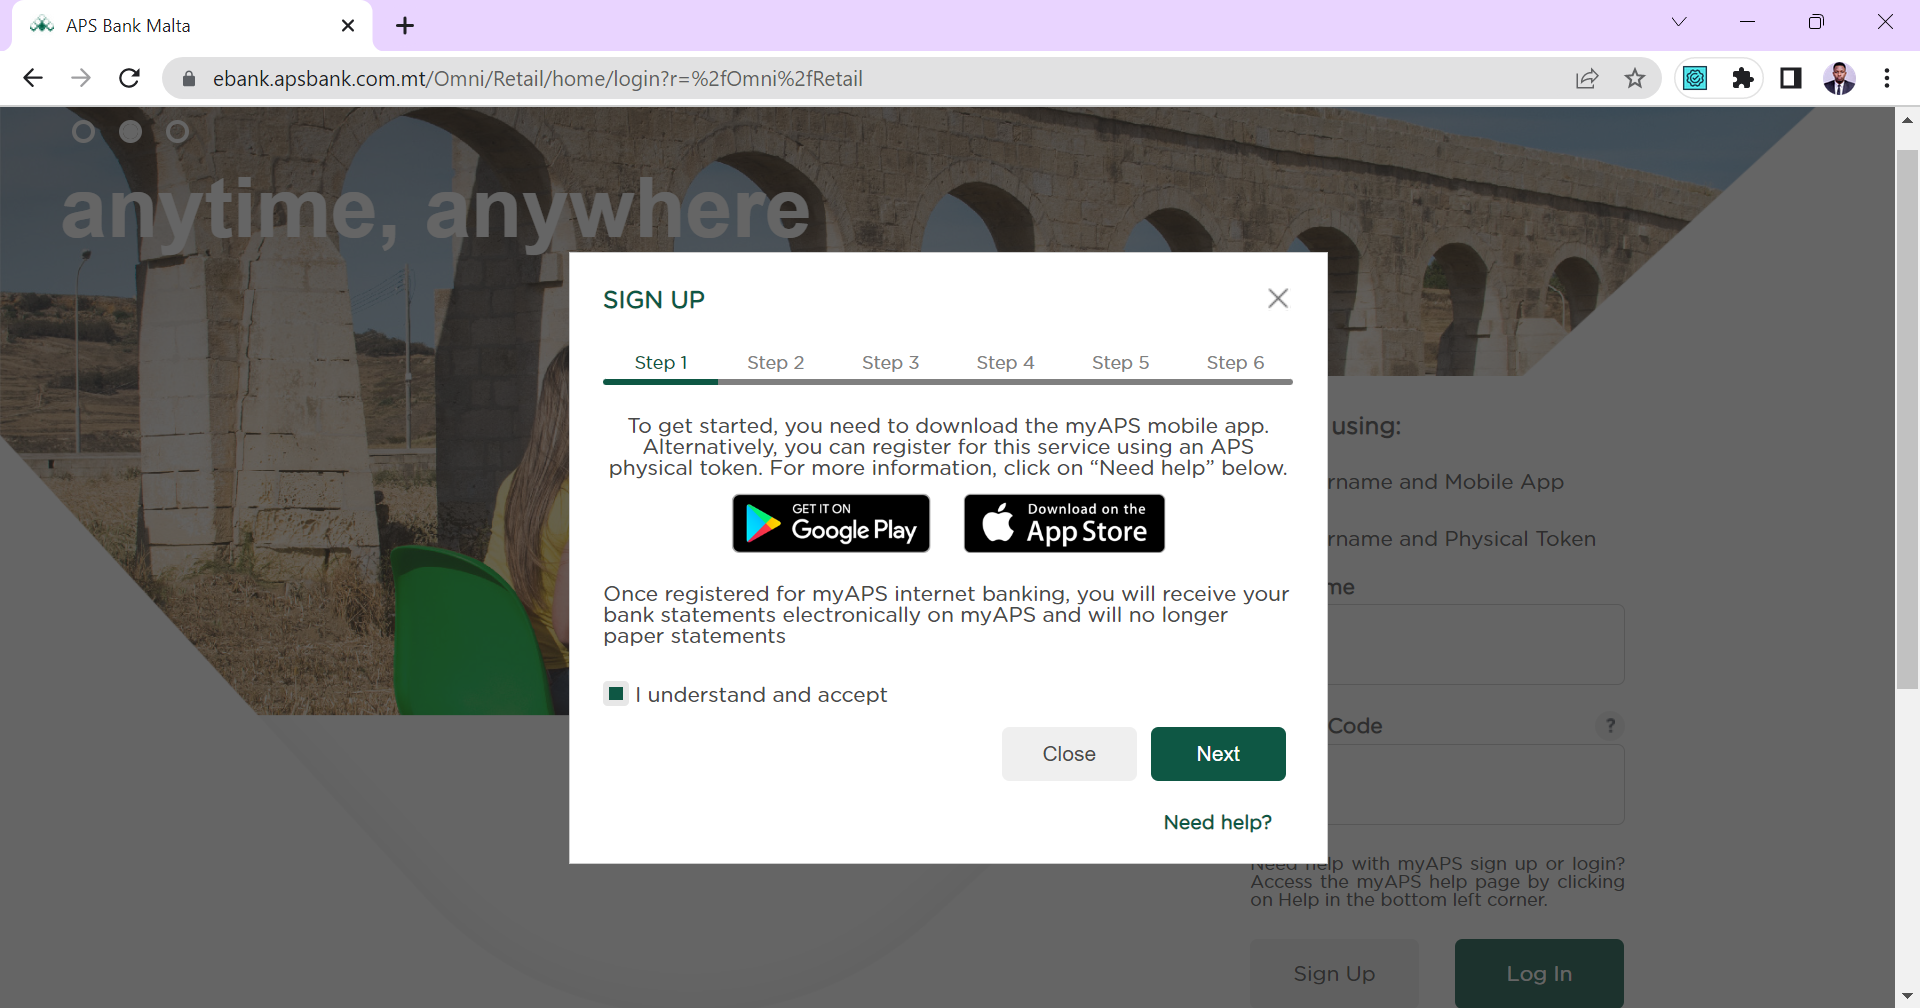 APS Bank Malta
ebank.apsbank.com.mt/Omni/Retail/home/login?r=%2fOmni%2fRetail
anytime, anywhere
SIGN UP
Step 1 Step 2 Step 3 Step 4 Step 5 Step 6
To get started, you need to download the myAPS mobile app.
Alternatively, you can register for this service using an APS
physical token. For more information, click on “Need help” below.
GET IT ON
Google Play
Download on the
App Store
Once registered for myAPS internet banking, you will receive your
bank statements electronically on myAPS and will no longer
paper statements
I understand and accept
Close
Next
Need help?
using:
rname and Mobile App
rname and Physical Token
me
Code
?
Need help with myAPS sign up or login?
Access the myAPS help page by clicking
on Help in the bottom left corner.
Sign Up
Log In